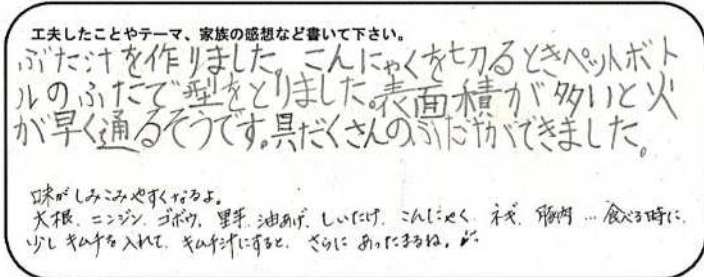 工夫したことやテーマ、家族の感想など書いて下さい。
ぶた汁を作りました。こんにゃくを切るときペットボト
ルのふたで型をとりました。表面積が多いと火
が早く通るそうです。具だくさんのぶた汁ができました。
味がしみこみやすくなるよ。
大根、ニンジン、ゴボウ、里芋、油あげ、しいたけ、こんにゃく、ネギ、豚肉…食べる時に、
少しキムチを入れて、キムチ汁にすると、さらにあったまるね。